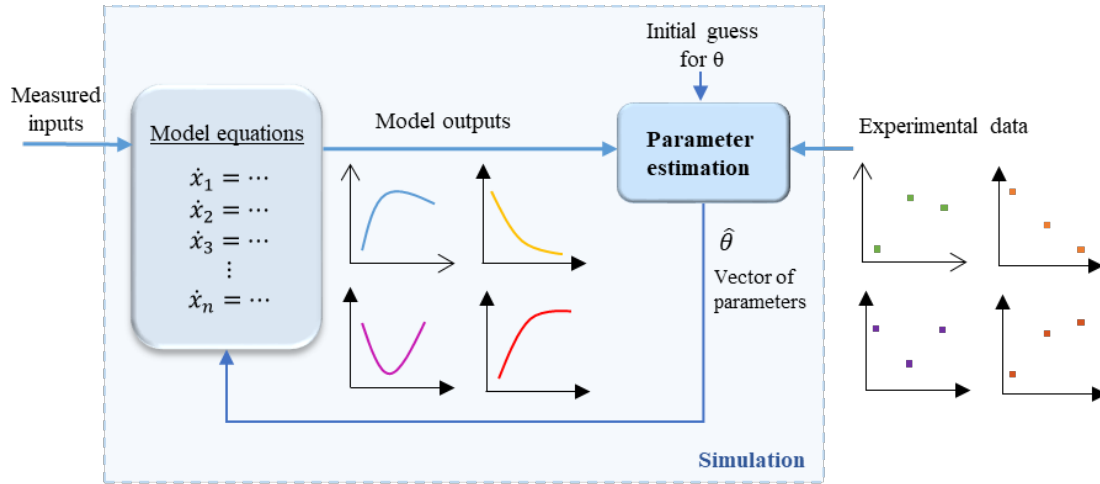 Measured
inputs
Model equations
ẋ₁ = ⋯
ẋ₂ = ⋯
ẋ₃ = ⋯
⋮
ẋₙ = ⋯
Model outputs
Initial guess
for θ
Parameter
estimation
Experimental data
θ̂
Vector of
parameters
Simulation